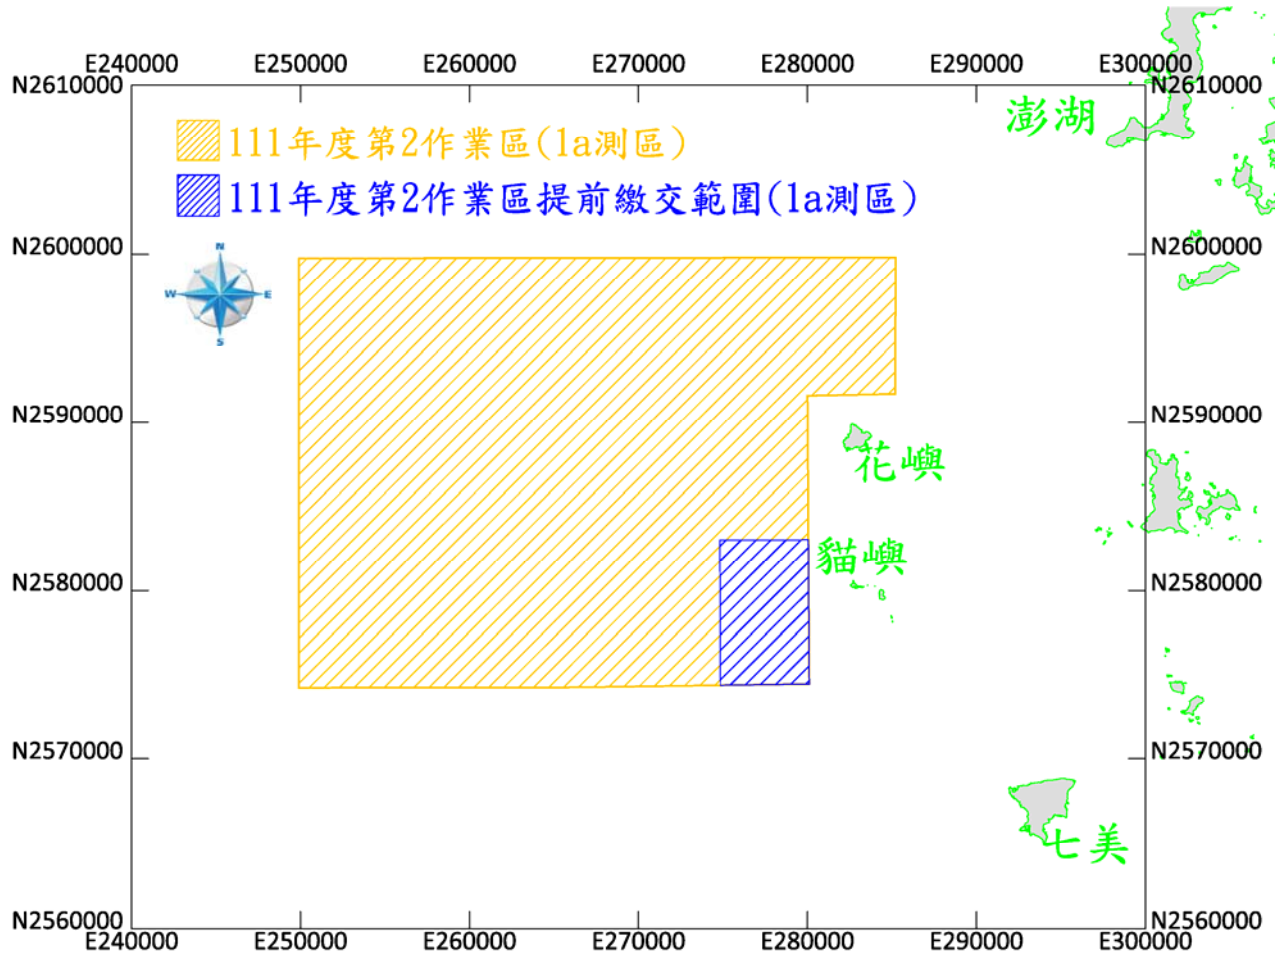 E240000 E250000 E260000 E270000 E280000 E290000 E300000
N2610000 N2610000
澎湖
111年度第2作業區(1a測區)
111年度第2作業區提前繳交範圍(1a測區)
N2600000 N2600000
N
W E
S
N2590000 N2590000
花嶼
貓嶼
N2580000 N2580000
N2570000 N2570000
七美
N2560000 N2560000
E240000 E250000 E260000 E270000 E280000 E290000 E300000